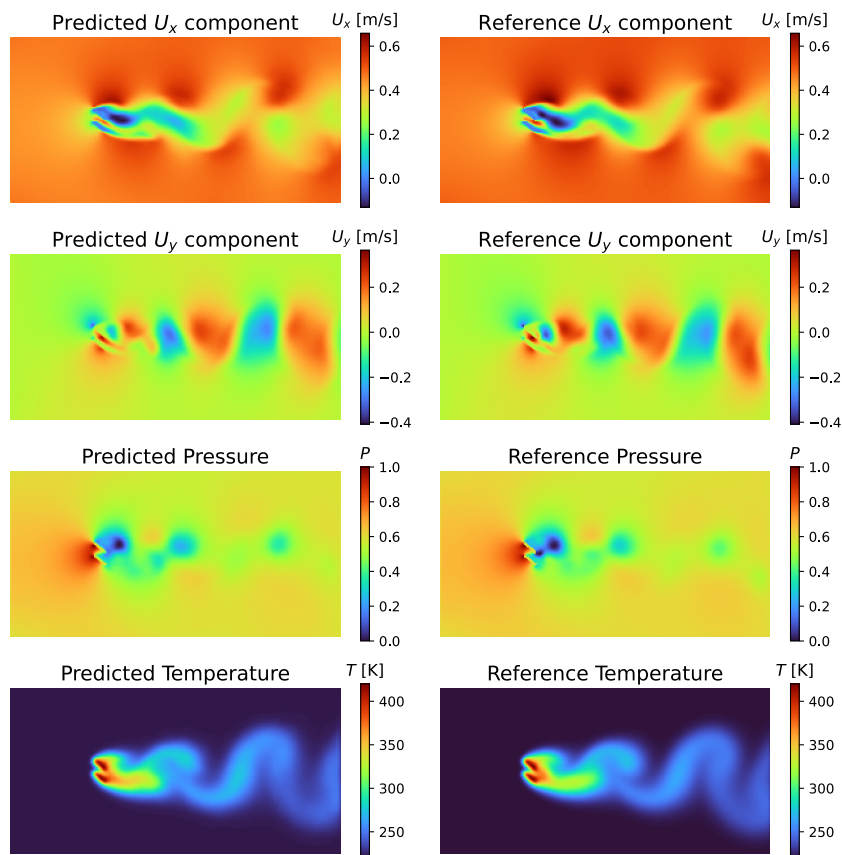 Predicted Uₓ component
Uₓ [m/s]
0.6
0.4
0.2
0.0
Reference Uₓ component
Uₓ [m/s]
0.6
0.4
0.2
0.0
Predicted U_y component
U_y [m/s]
0.2
0.0
−0.2
−0.4
Reference U_y component
U_y [m/s]
0.2
0.0
−0.2
−0.4
Predicted Pressure
P
1.0
0.8
0.6
0.4
0.2
0.0
Reference Pressure
P
1.0
0.8
0.6
0.4
0.2
0.0
Predicted Temperature
T [K]
400
350
300
250
Reference Temperature
T [K]
400
350
300
250